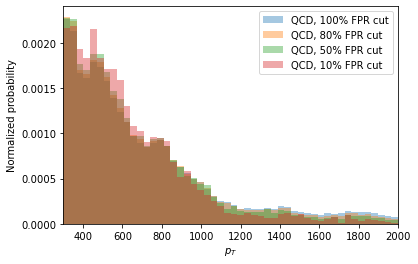 QCD, 100% FPR cut
QCD, 80% FPR cut
QCD, 50% FPR cut
QCD, 10% FPR cut
Normalized probability
0.0020
0.0015
0.0010
0.0005
0.0000
400 600 800 1000 1200 1400 1600 1800 2000
p_T